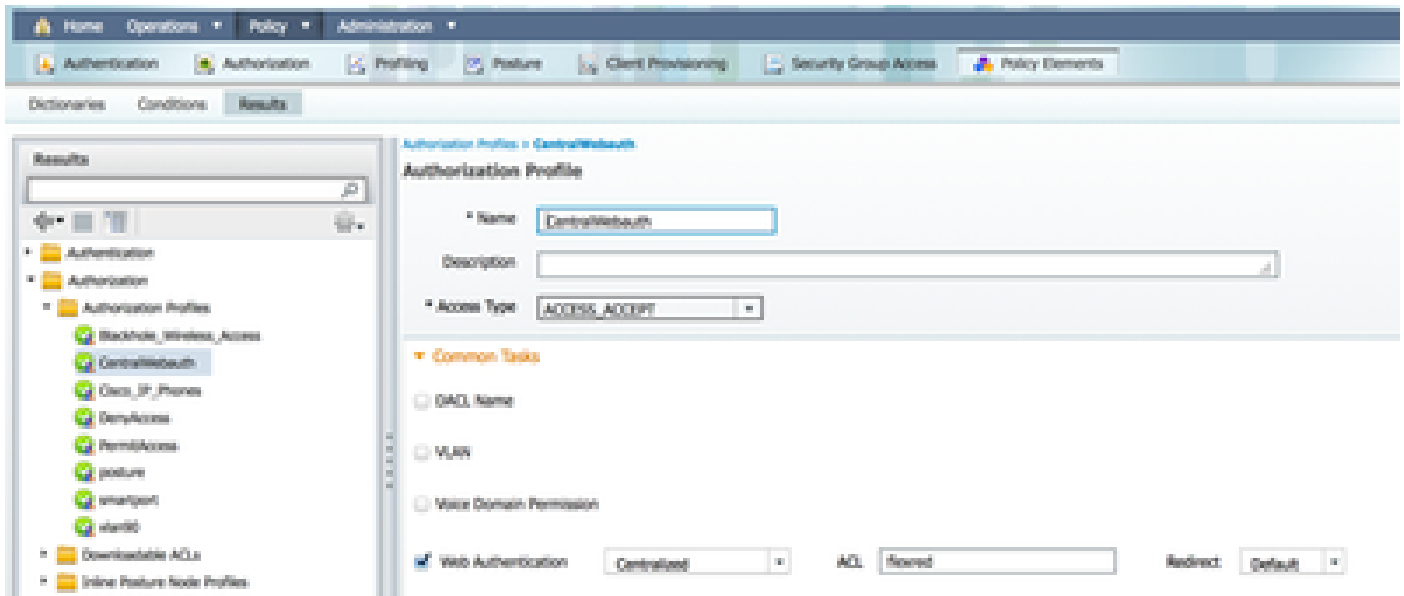 Home Operations Policy Administration
Authentication Authorization Profiling Posture Client Provisioning Security Group Access Policy Elements
Dictionaries Conditions Results
Results
Authentication
Authorization
Authorization Profiles
Blackhole_Wireless_Access
CentralWebauth
Cisco_IP_Phones
DenyAccess
PermitAccess
posture
smartport
vlan90
Downloadable ACLs
Inline Posture Node Profiles
Authorization Profiles > CentralWebauth
Authorization Profile
* Name CentralWebauth
Description
* Access Type ACCESS_ACCEPT
Common Tasks
DACL Name
VLAN
Voice Domain Permission
Web Authentication Centralized ACL flexred Redirect Default